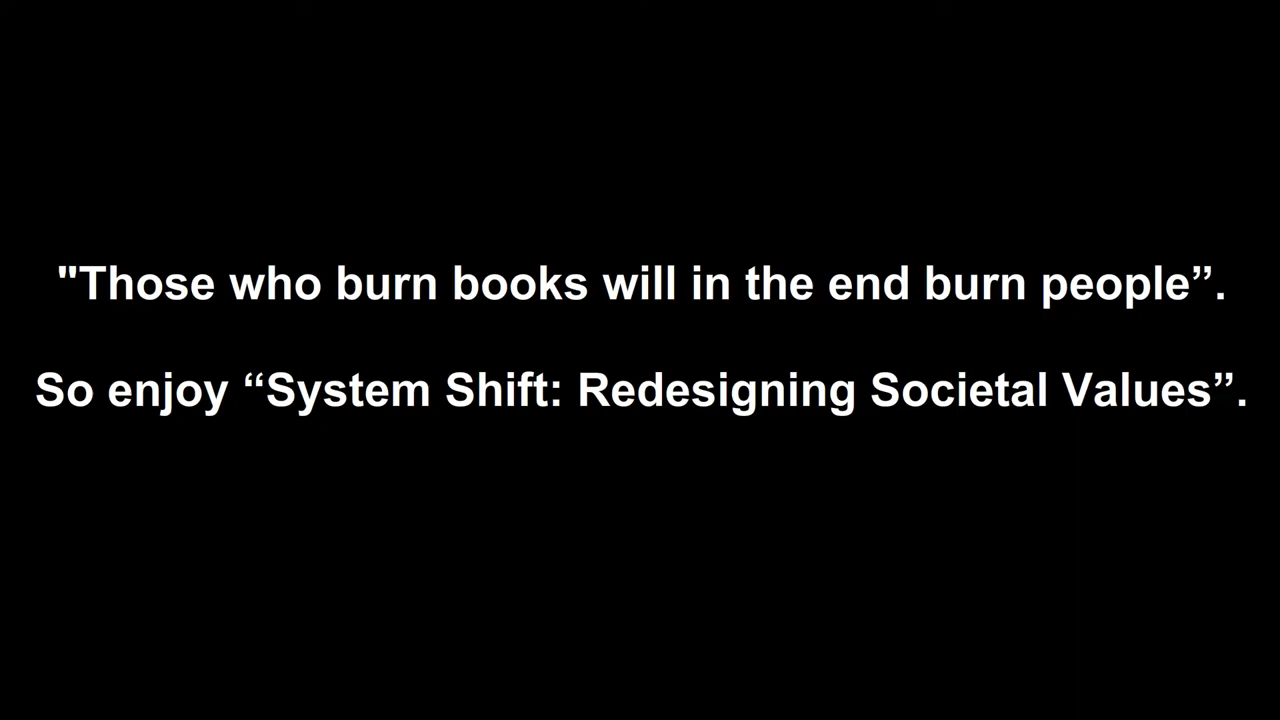 "Those who burn books will in the end burn people”.
So enjoy “System Shift: Redesigning Societal Values”.